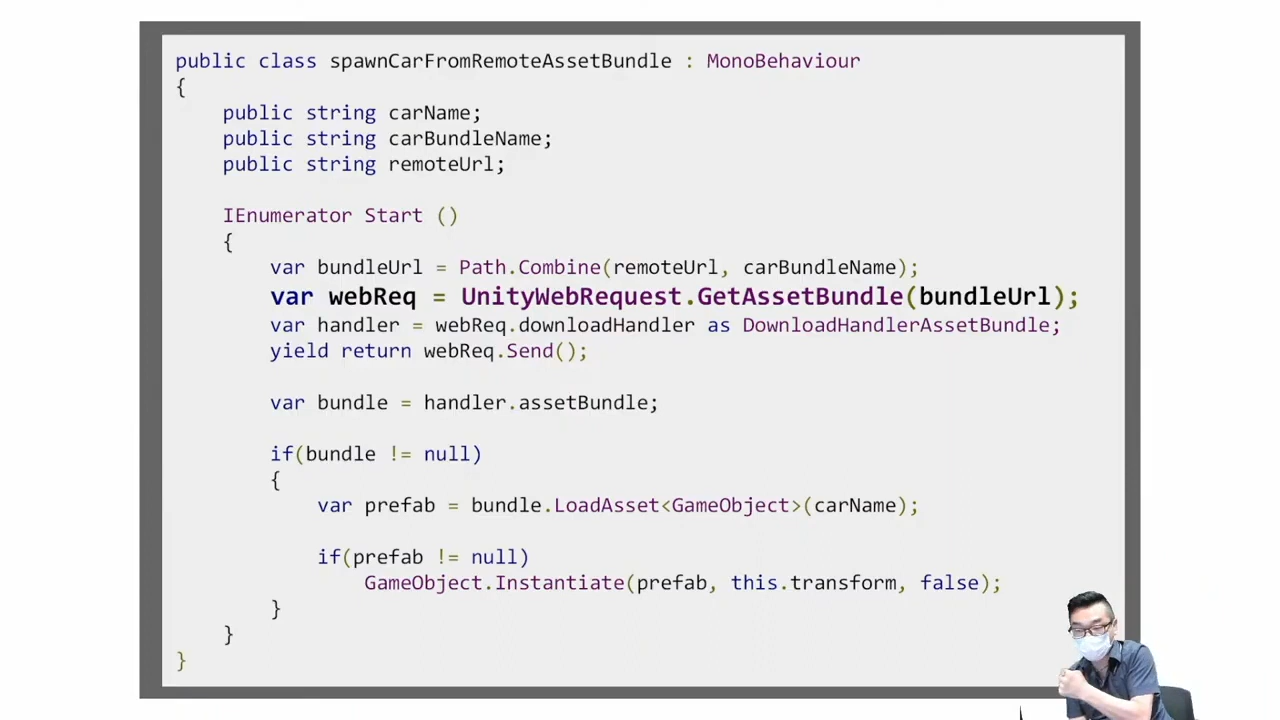 public class spawnCarFromRemoteAssetBundle : MonoBehaviour
{
    public string carName;
    public string carBundleName;
    public string remoteUrl;

    IEnumerator Start ()
    {
        var bundleUrl = Path.Combine(remoteUrl, carBundleName);
        var webReq = UnityWebRequest.GetAssetBundle(bundleUrl);
        var handler = webReq.downloadHandler as DownloadHandlerAssetBundle;
        yield return webReq.Send();

        var bundle = handler.assetBundle;

        if(bundle != null)
        {
            var prefab = bundle.LoadAsset<GameObject>(carName);

            if(prefab != null)
                GameObject.Instantiate(prefab, this.transform, false);
        }
    }
}